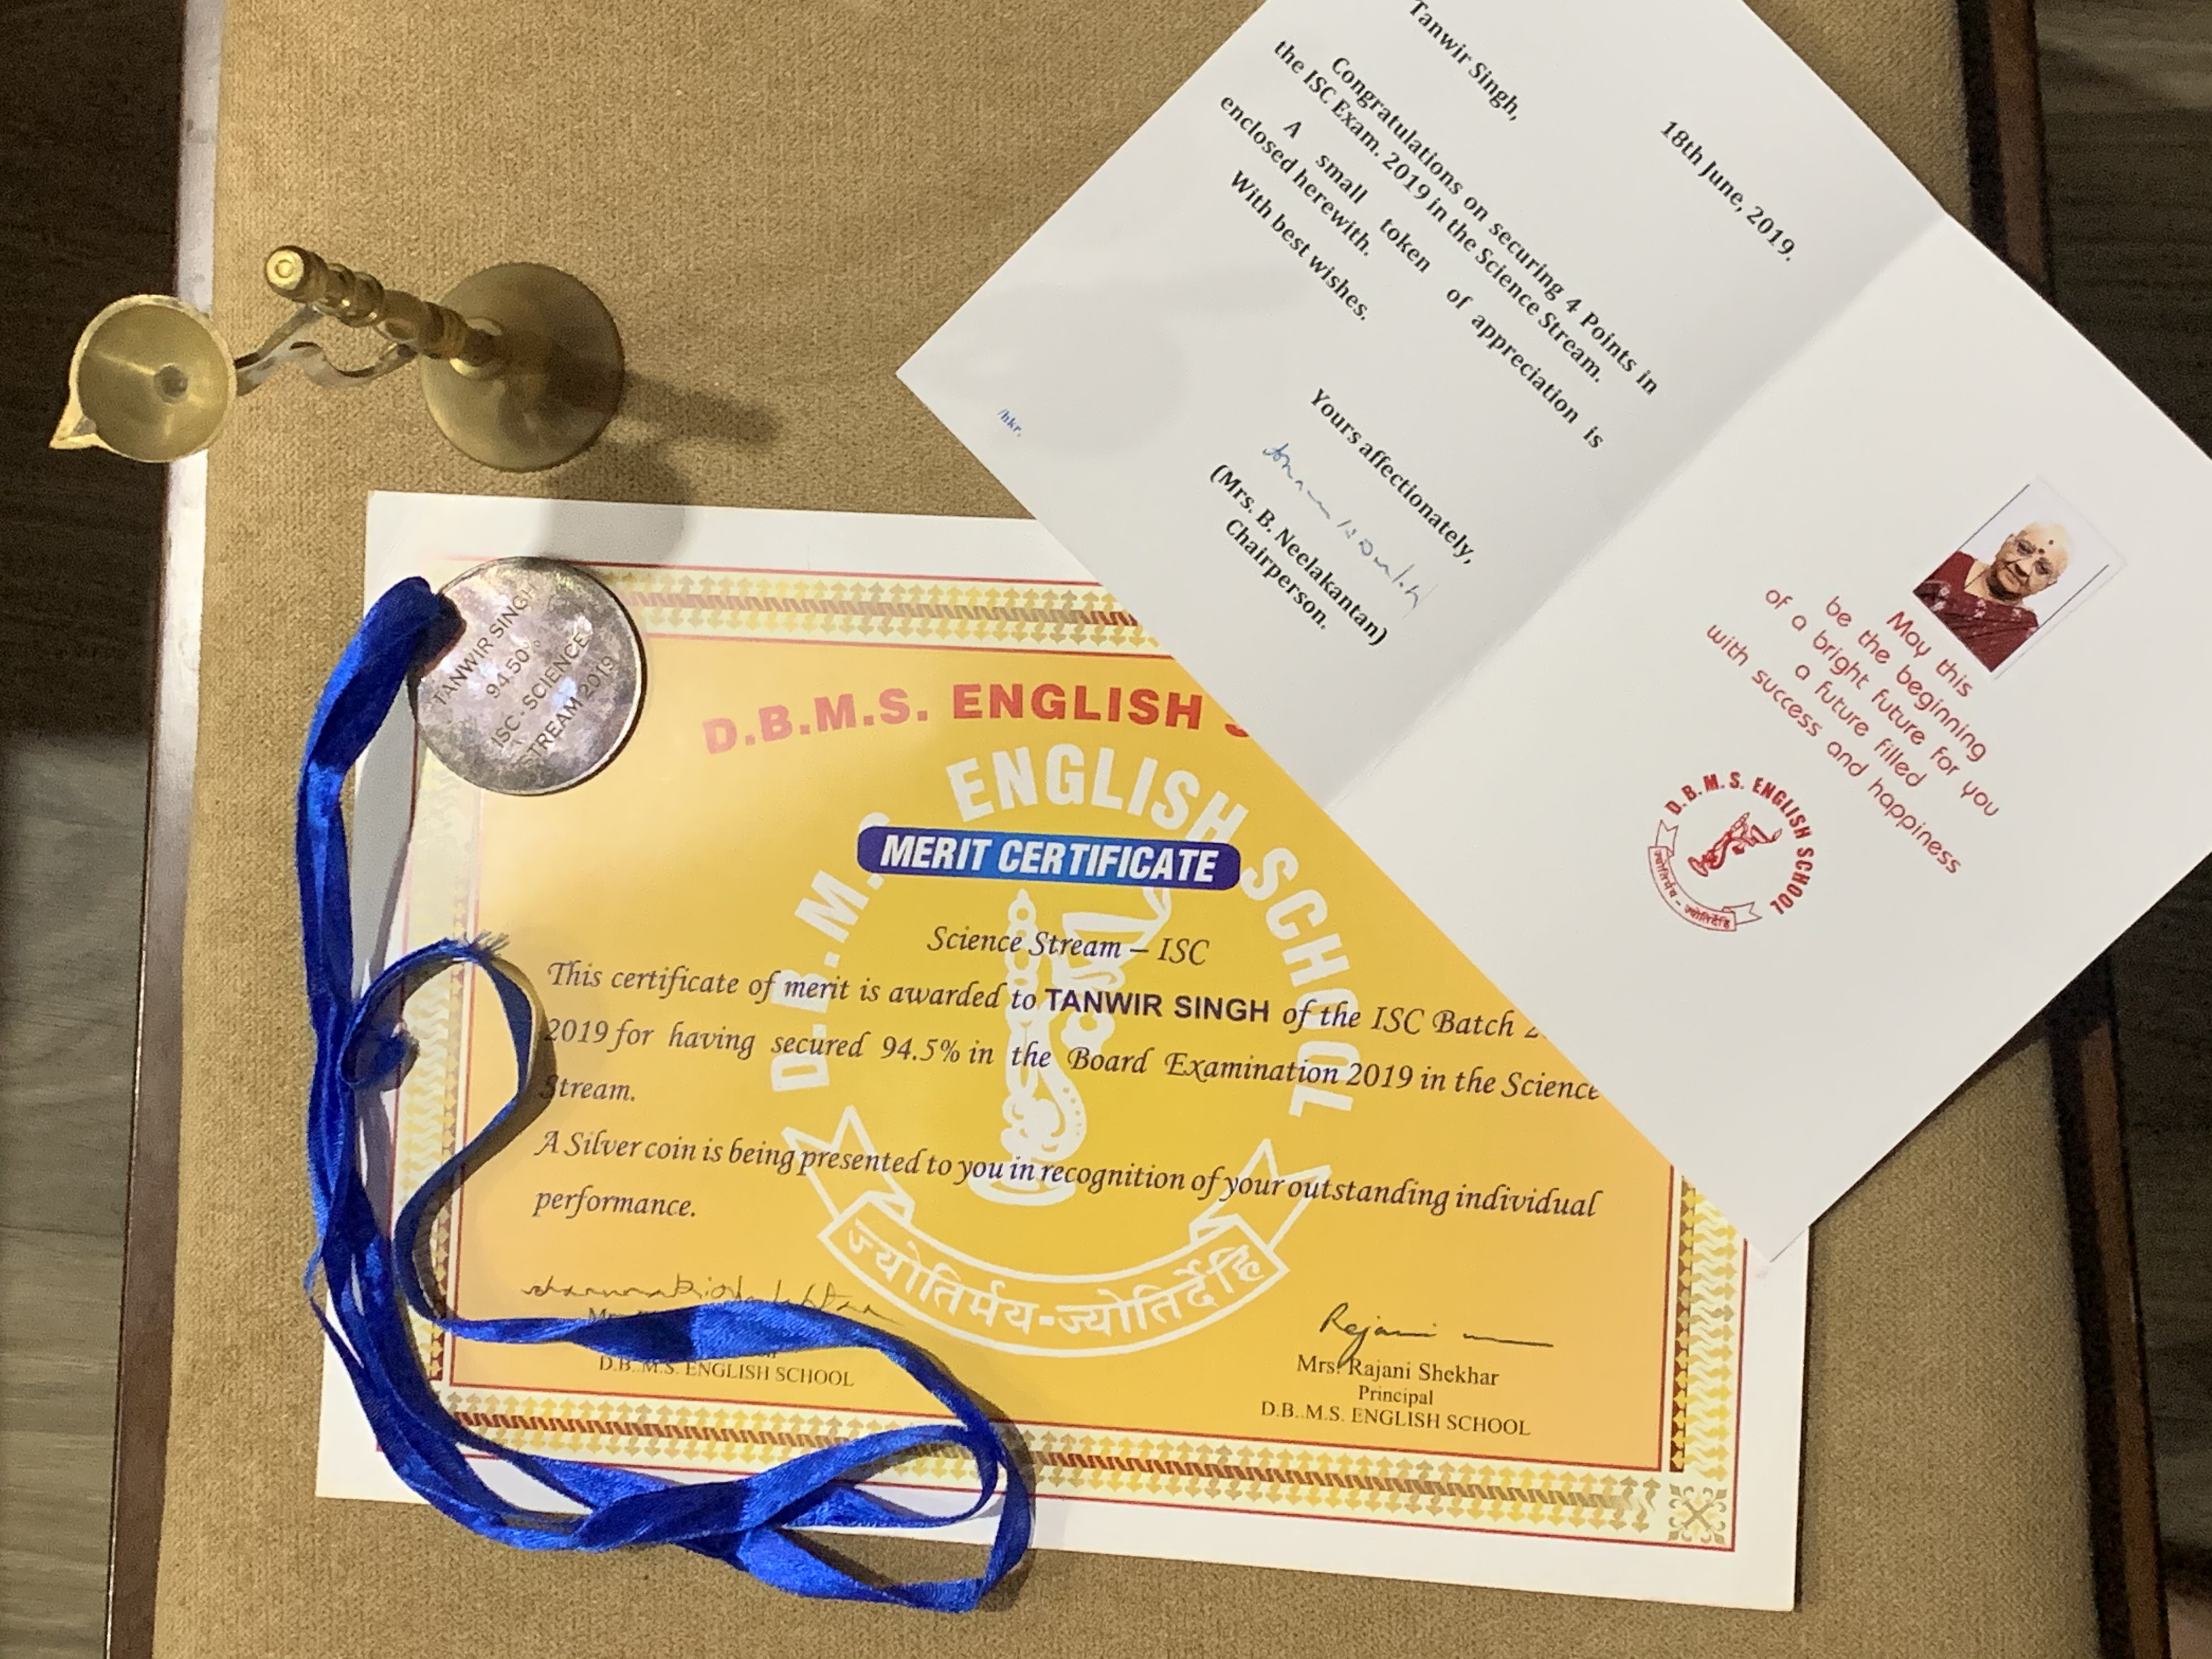 18th June, 2019.
Tanwir Singh,
Congratulations on securing 4 Points in
the ISC Exam. 2019 in the Science Stream.
A small token of appreciation is
enclosed herewith.
With best wishes.
Yours affectionately,
(Mrs. B. Neelakantan)
Chairperson.
/hkr.
May this
be the beginning
of a bright future for you
a future filled
with success and happiness
D. B. M. S. ENGLISH SCHOOL
ज्योतिर्मय - ज्योतिर्देहि
D.B.M.S. ENGLISH
ENGLISH SCHOOL
D.B.M.S
MERIT CERTIFICATE
Science Stream – ISC
This certificate of merit is awarded to TANWIR SINGH of the ISC Batch
2019 for having secured 94.5% in the Board Examination 2019 in the Science
Stream.
A Silver coin is being presented to you in recognition of your outstanding individual
performance.
ज्योतिर्मय-ज्योतिर्देहि
D.B.M.S. ENGLISH SCHOOL
Rajani
Mrs. Rajani Shekhar
Principal
D.B..M.S. ENGLISH SCHOOL
TANWIR SINGH
94.50%
ISC - SCIENCE
STREAM 2019